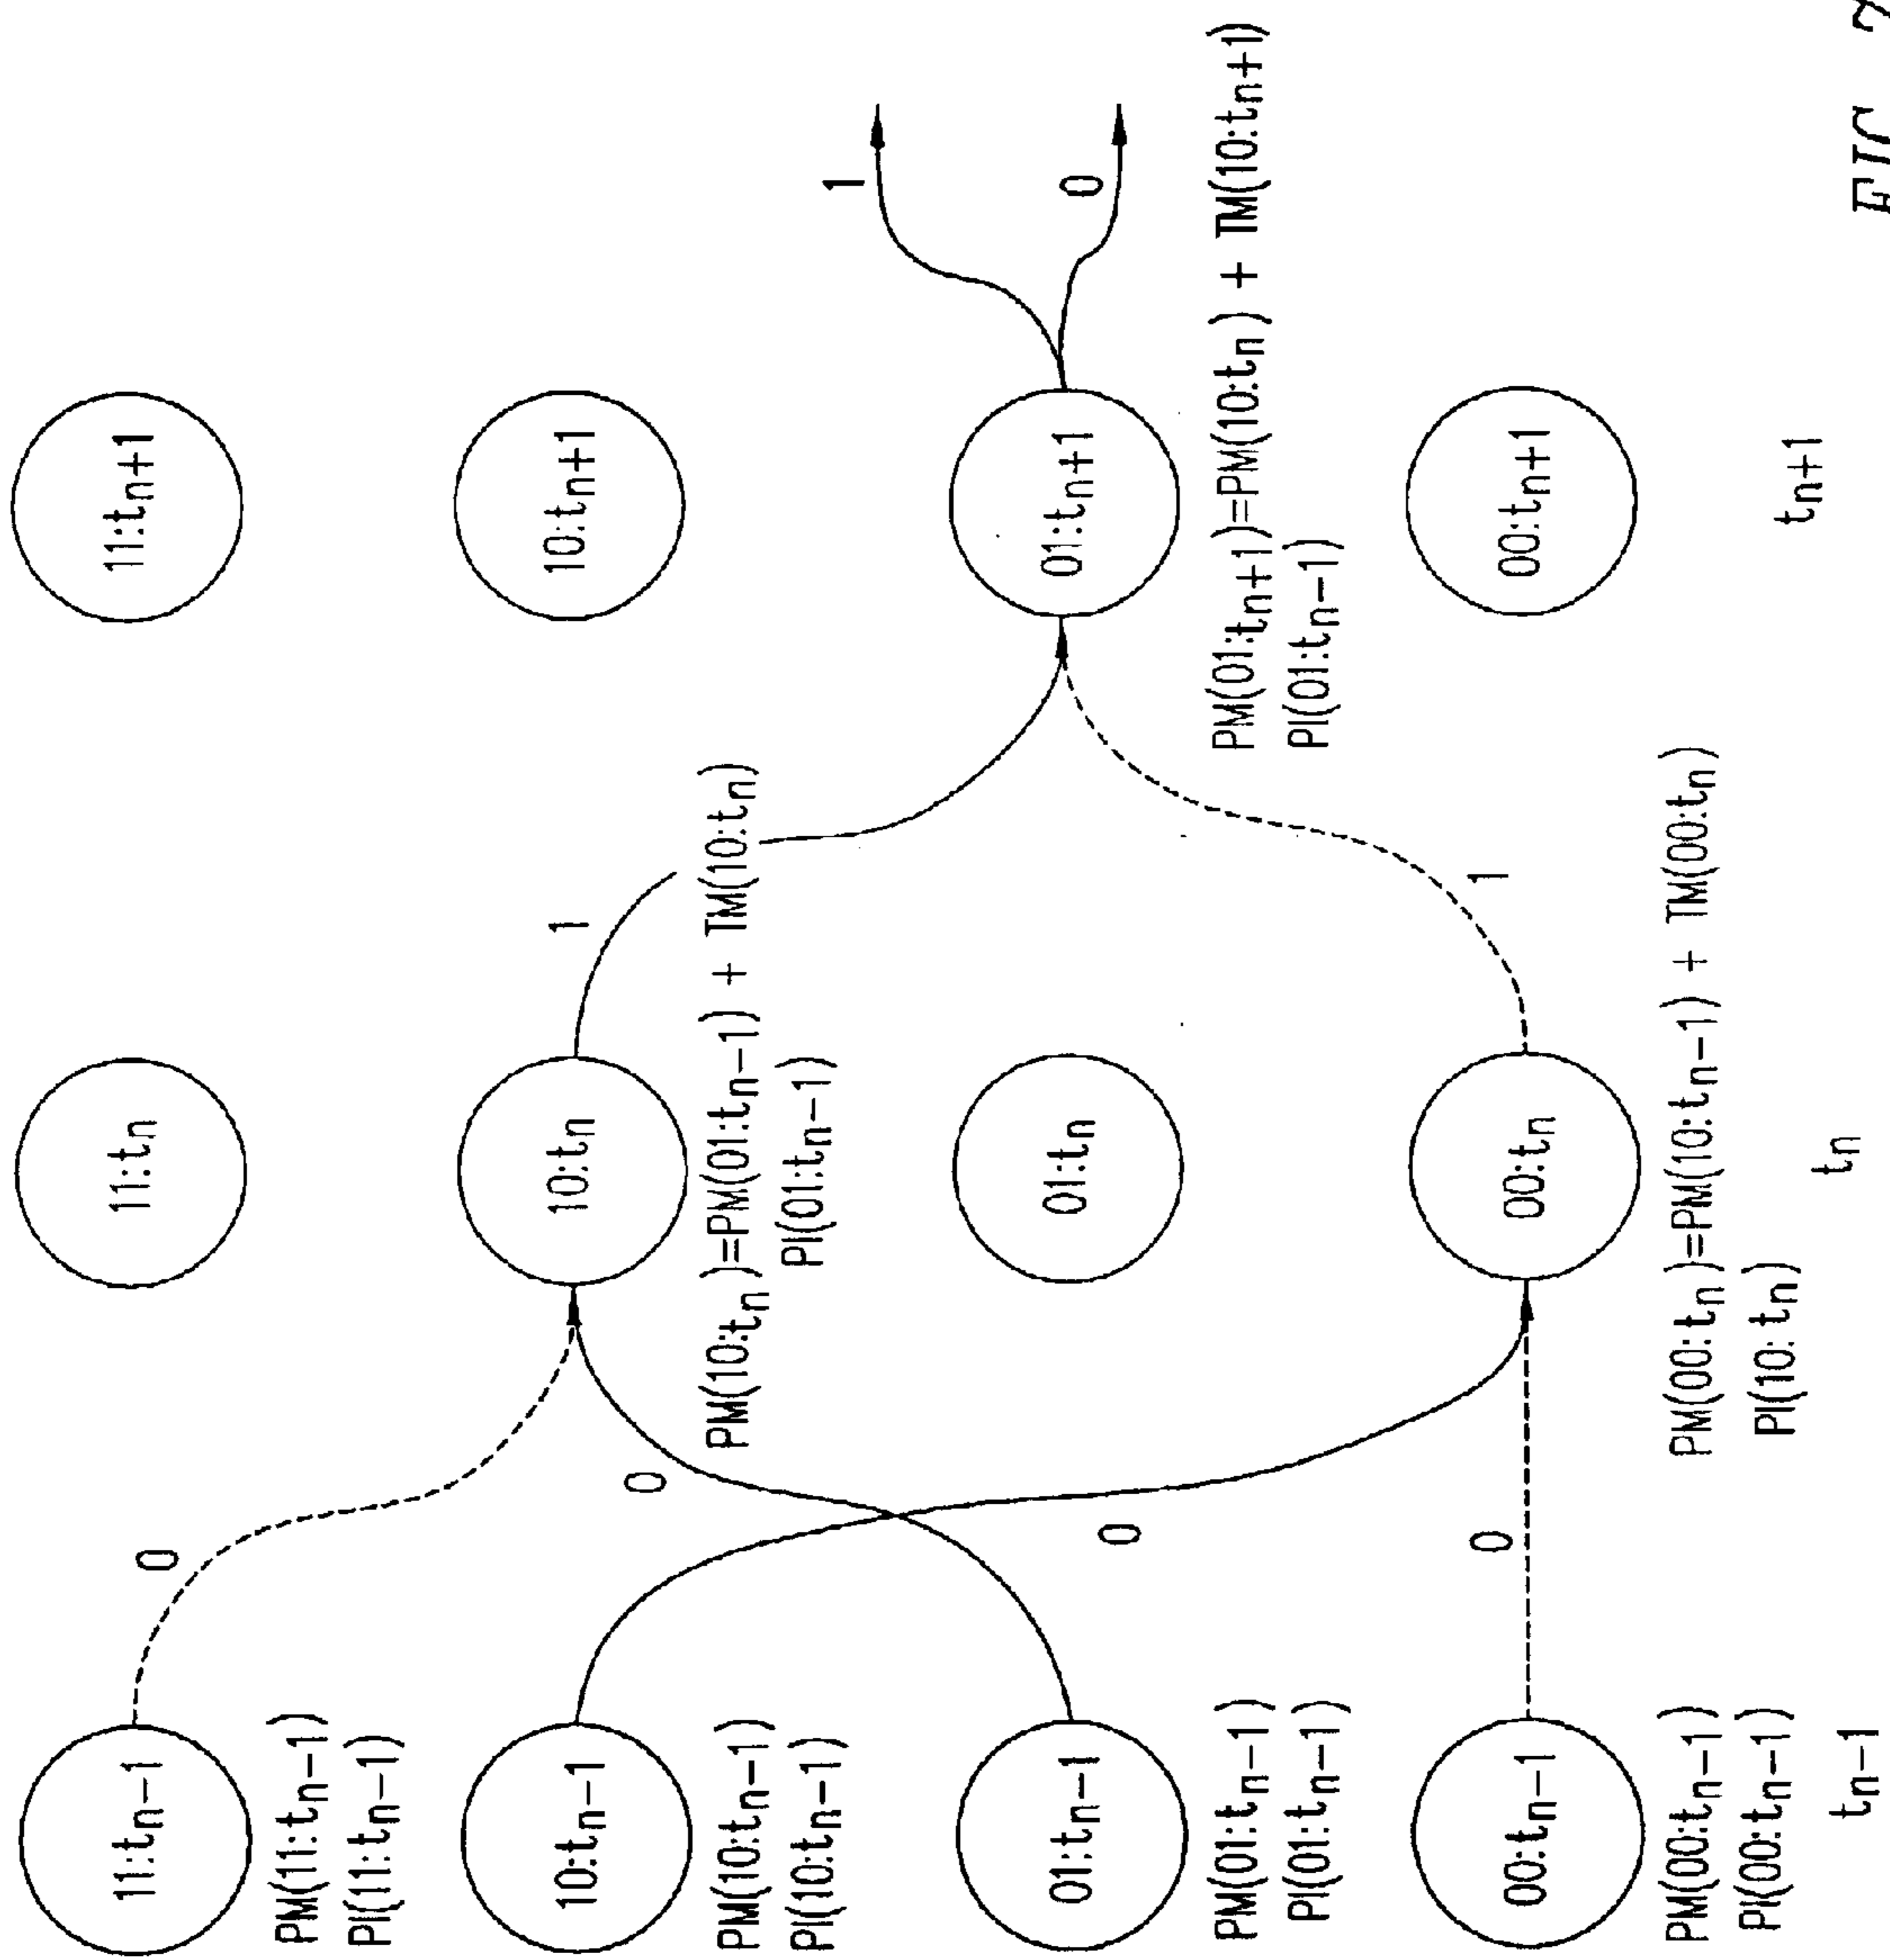 11:tn-1
PM(11:tn-1)
PI(11:tn-1)
0
11:tn
11:tn+1
10:tn-1
PM(10:tn-1)
PI(10:tn-1)
0
10:tn
1
PM(10:tn)=PM(01:tn-1) + TM(10:tn)
PI(01:tn-1)
10:tn+1
01:tn-1
PM(01:tn-1)
PI(01:tn-1)
0
01:tn
01:tn+1
1
0
PM(01:tn+1)=PM(10:tn) + TM(10:tn+1)
PI(01:tn-1)
00:tn-1
PM(00:tn-1)
PI(00:tn-1)
0
00:tn
1
PM(00:tn)=PM(10:tn-1) + TM(00:tn)
PI(10:tn)
00:tn+1
tn-1
tn
tn+1